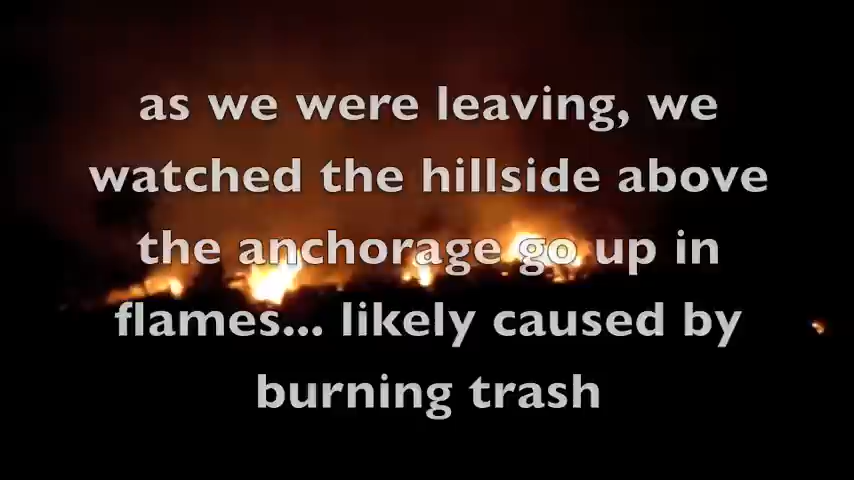 as we were leaving, we
watched the hillside above
the anchorage go up in
flames... likely caused by
burning trash